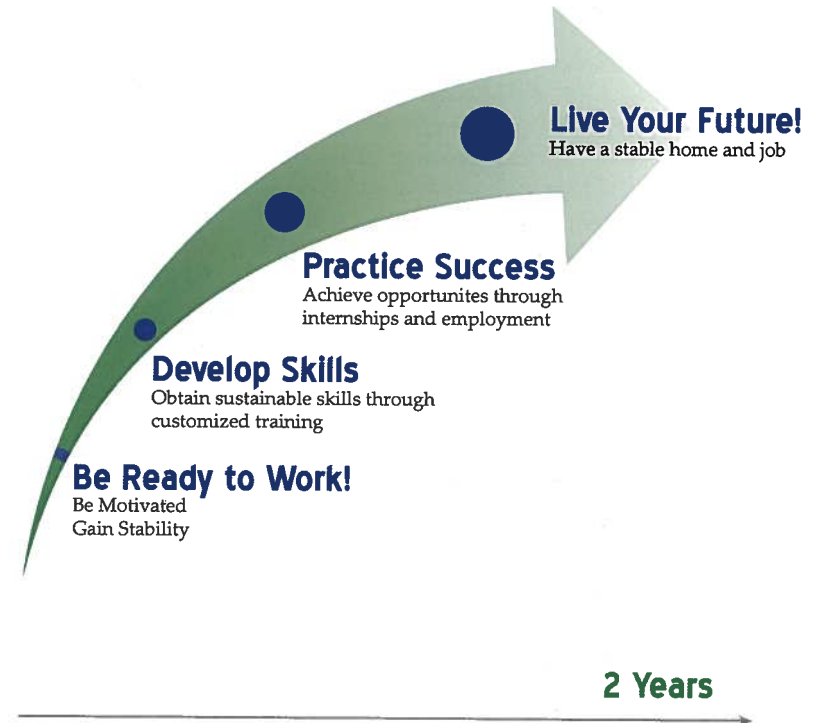 Live Your Future!
Have a stable home and job
Practice Success
Achieve opportunites through
internships and employment
Develop Skills
Obtain sustainable skills through
customized training
Be Ready to Work!
Be Motivated
Gain Stability
2 Years